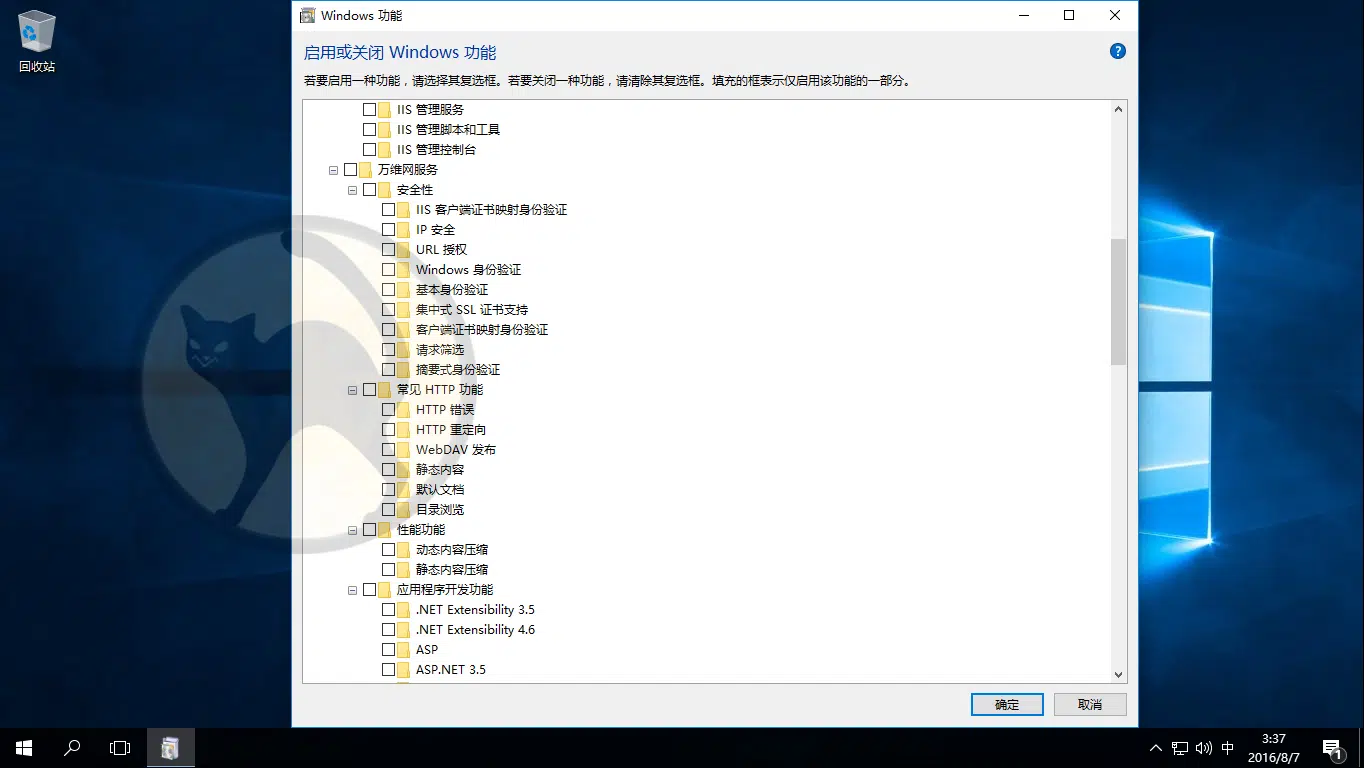 Windows 功能
回收站
启用或关闭 Windows 功能
?
若要启用一种功能，请选择其复选框。若要关闭一种功能，请清除其复选框。填充的框表示仅启用该功能的一部分。
IIS 管理服务
IIS 管理脚本和工具
IIS 管理控制台
万维网服务
安全性
IIS 客户端证书映射身份验证
IP 安全
URL 授权
Windows 身份验证
基本身份验证
集中式 SSL 证书支持
客户端证书映射身份验证
请求筛选
摘要式身份验证
常见 HTTP 功能
HTTP 错误
HTTP 重定向
WebDAV 发布
静态内容
默认文档
目录浏览
性能功能
动态内容压缩
静态内容压缩
应用程序开发功能
.NET Extensibility 3.5
.NET Extensibility 4.6
ASP
ASP.NET 3.5
确定
取消
中
3:37
2016/8/7
1